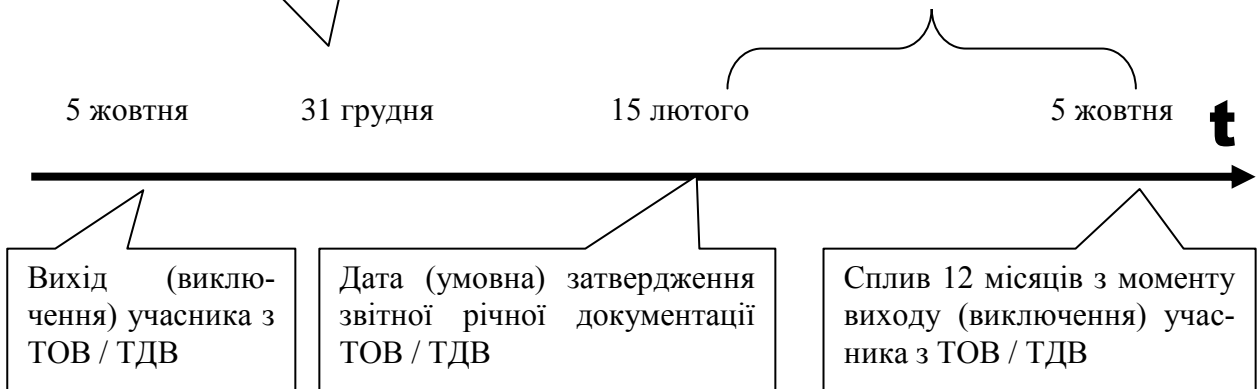 5 жовтня 31 грудня 15 лютого 5 жовтня t
Вихід (виклю-
чення) учасника з
ТОВ / ТДВ
Дата (умовна) затвердження
звітної річної документації
ТОВ / ТДВ
Сплив 12 місяців з моменту
виходу (виключення) учас-
ника з ТОВ / ТДВ